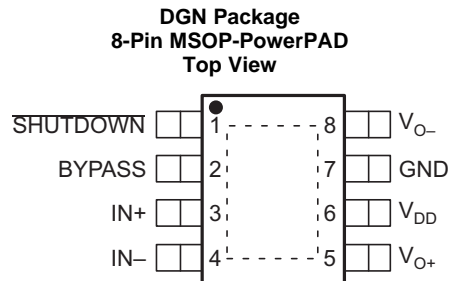 DGN Package
8-Pin MSOP-PowerPAD
Top View
SHUTDOWN 1 8 VO–
BYPASS 2 7 GND
IN+ 3 6 VDD
IN– 4 5 VO+